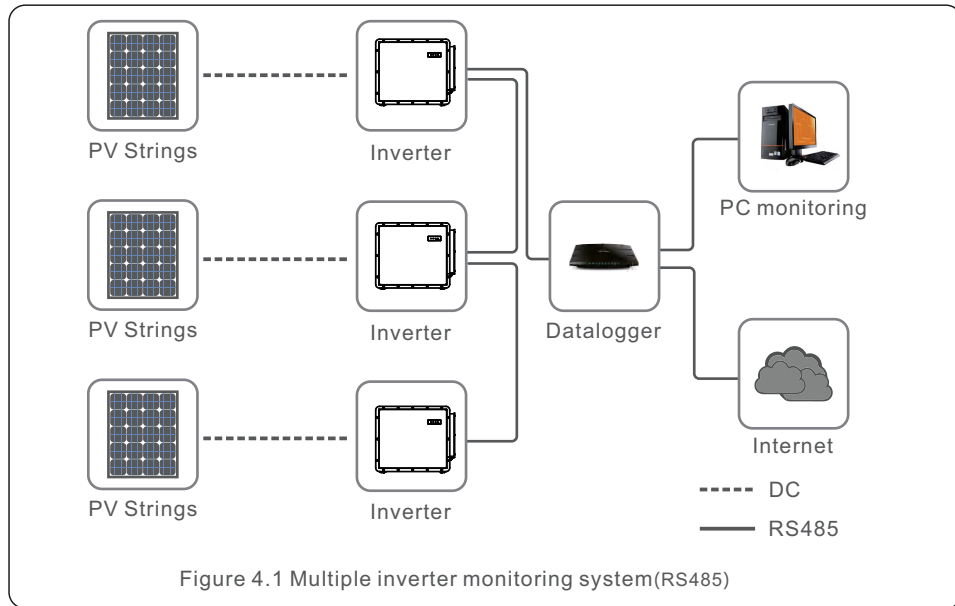 PV Strings
Inverter
PC monitoring
PV Strings
Inverter
Datalogger
PV Strings
Inverter
Internet
DC
RS485
Figure 4.1 Multiple inverter monitoring system(RS485)